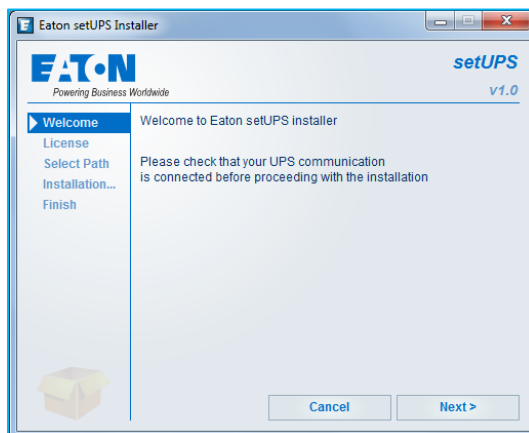 Eaton setUPS Installer
EATON
Powering Business Worldwide
setUPS
v1.0
Welcome
License
Select Path
Installation...
Finish
Welcome to Eaton setUPS installer
Please check that your UPS communication
is connected before proceeding with the installation
Cancel
Next >